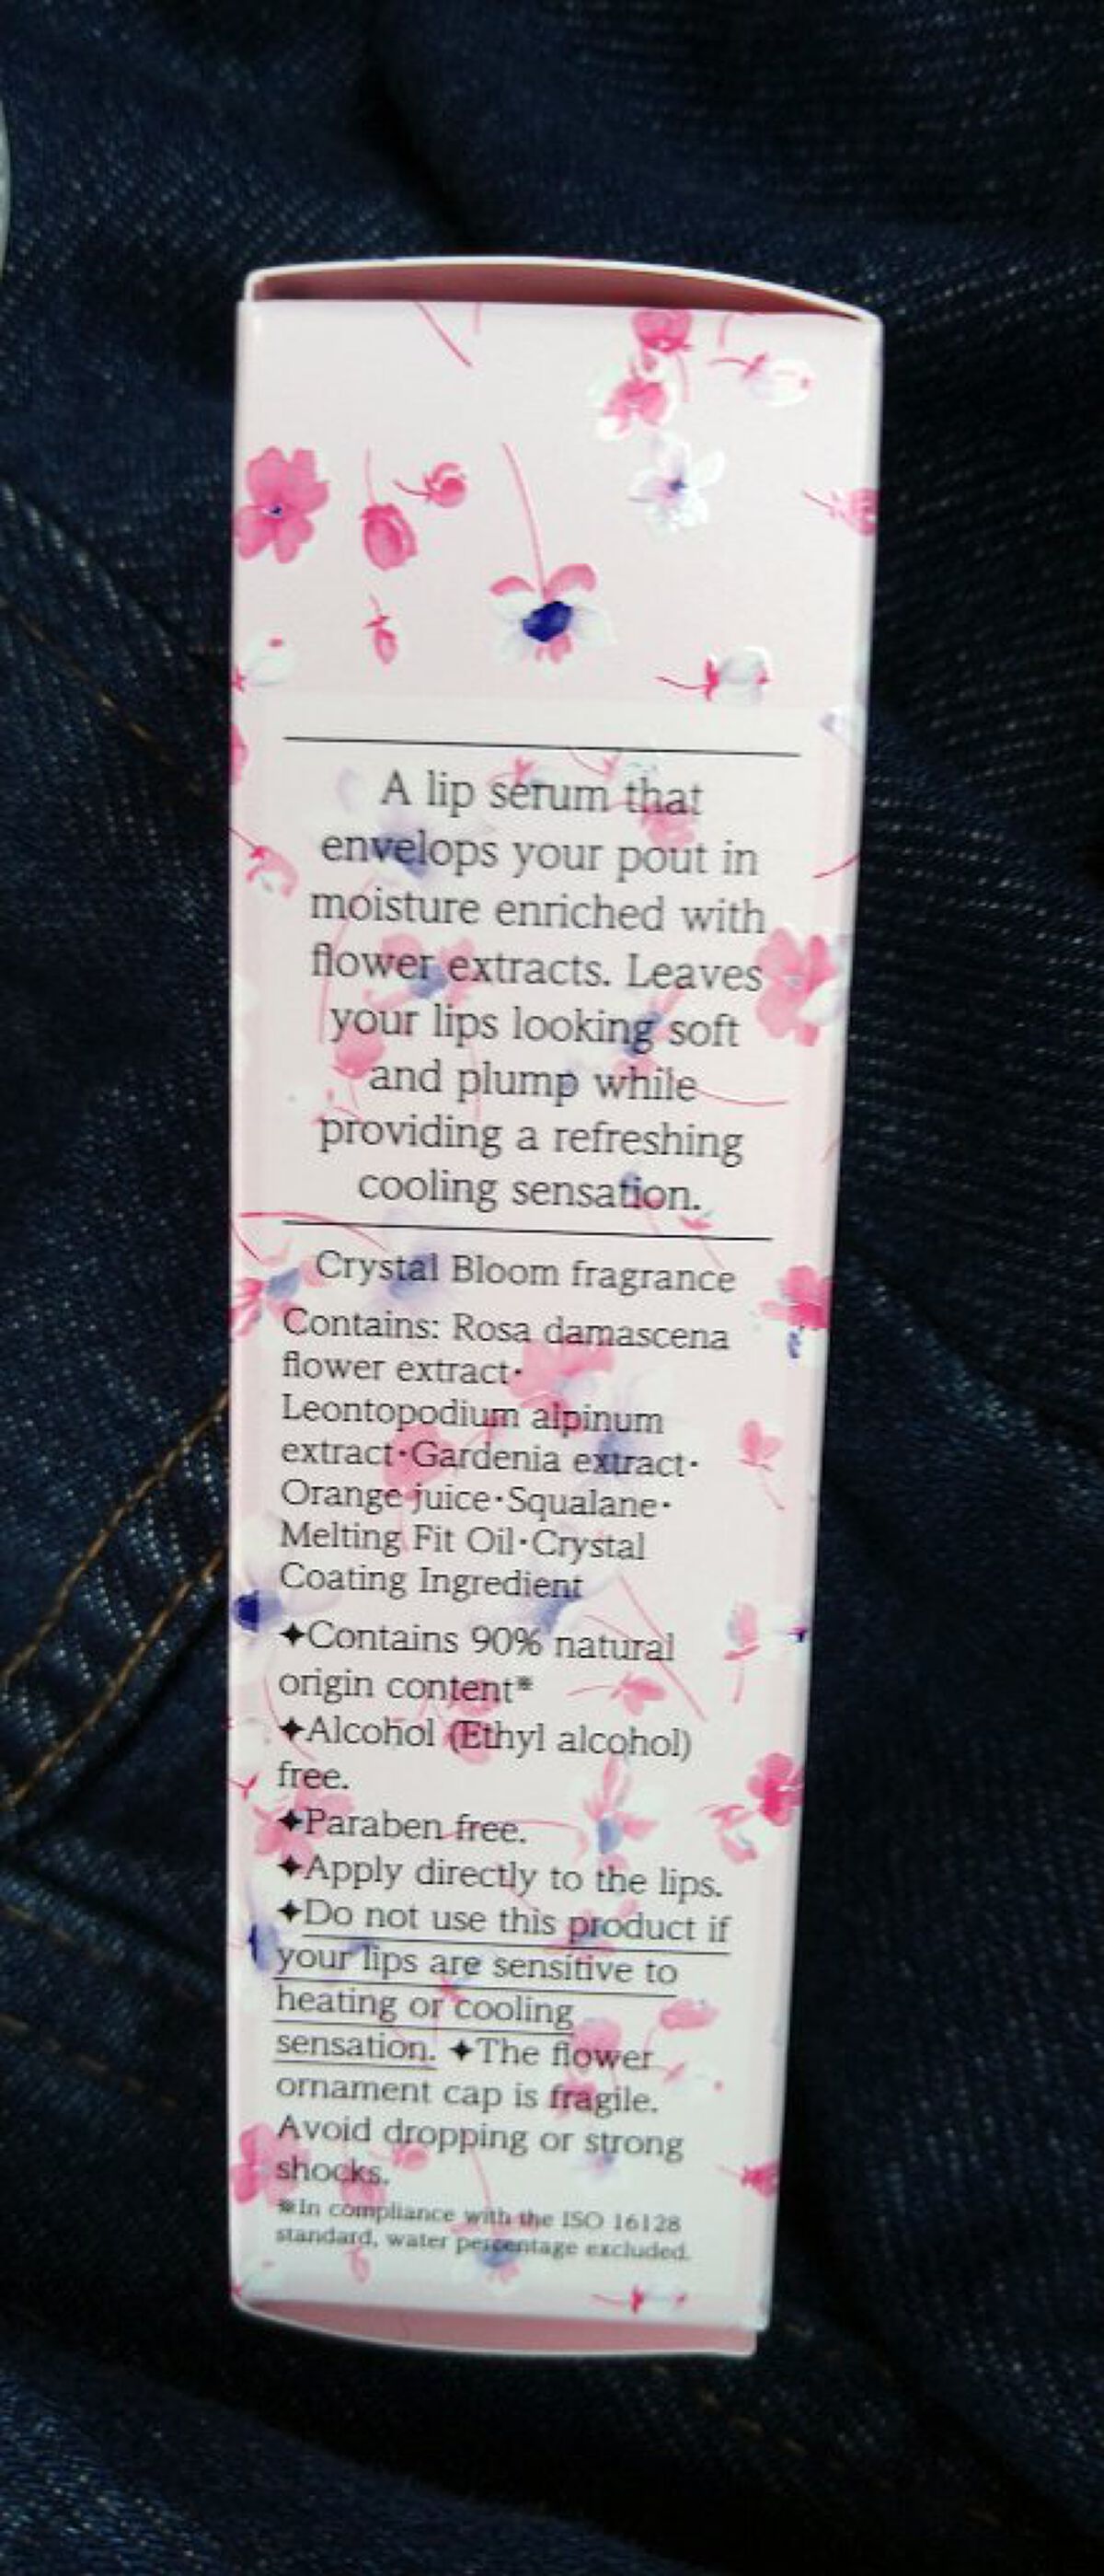 A lip serum that
envelops your pout in
moisture enriched with
flower extracts. Leaves
your lips looking soft
and plump while
providing a refreshing
cooling sensation.
Crystal Bloom fragrance
Contains: Rosa damascena
flower extract・
Leontopodium alpinum
extract・Gardenia extract・
Orange juice・Squalane・
Melting Fit Oil・Crystal
Coating Ingredient
✦Contains 90% natural
origin content※
✦Alcohol (Ethyl alcohol)
free.
✦Paraben free.
✦Apply directly to the lips.
✦Do not use this product if
your lips are sensitive to
heating or cooling
sensation. ✦The flower
ornament cap is fragile.
Avoid dropping or strong
shocks.
※In compliance with the ISO 16128
standard, water percentage excluded.